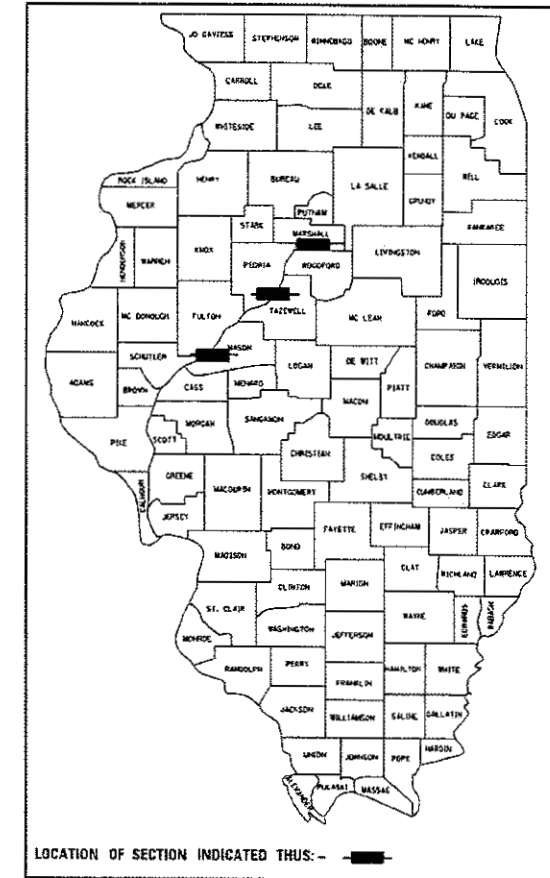 JO DAVIESS STEPHENSON WINNEBAGO BOONE MC HENRY LAKE
CARROLL OGLE DE KALB KANE DU PAGE COOK
WHITESIDE LEE
KENDALL
ROCK ISLAND HENRY BUREAU LA SALLE GRUNDY WILL
MERCER PUTNAM
STARK MARSHALL KANKAKEE
HENDERSON WARREN KNOX PEORIA WOODFORD LIVINGSTON
IROQUOIS
HANCOCK MC DONOUGH FULTON TAZEWELL MC LEAN FORD
MASON
SCHUYLER LOGAN DE WITT CHAMPAIGN VERMILION
ADAMS BROWN CASS MENARD PIATT
MACON
MORGAN SANGAMON DOUGLAS
PIKE SCOTT CHRISTIAN MOULTRIE EDGAR
COLES
GREENE MACOUPIN MONTGOMERY SHELBY CLARK
CALHOUN CUMBERLAND
JERSEY FAYETTE EFFINGHAM JASPER CRAWFORD
MADISON BOND
CLAY RICHLAND LAWRENCE
CLINTON MARION
ST. CLAIR WAYNE EDWARDS WABASH
WASHINGTON JEFFERSON
MONROE
RANDOLPH PERRY HAMILTON WHITE
FRANKLIN
JACKSON WILLIAMSON SALINE GALLATIN
HARDIN
UNION JOHNSON POPE
ALEXANDER PULASKI MASSAC
LOCATION OF SECTION INDICATED THUS: -